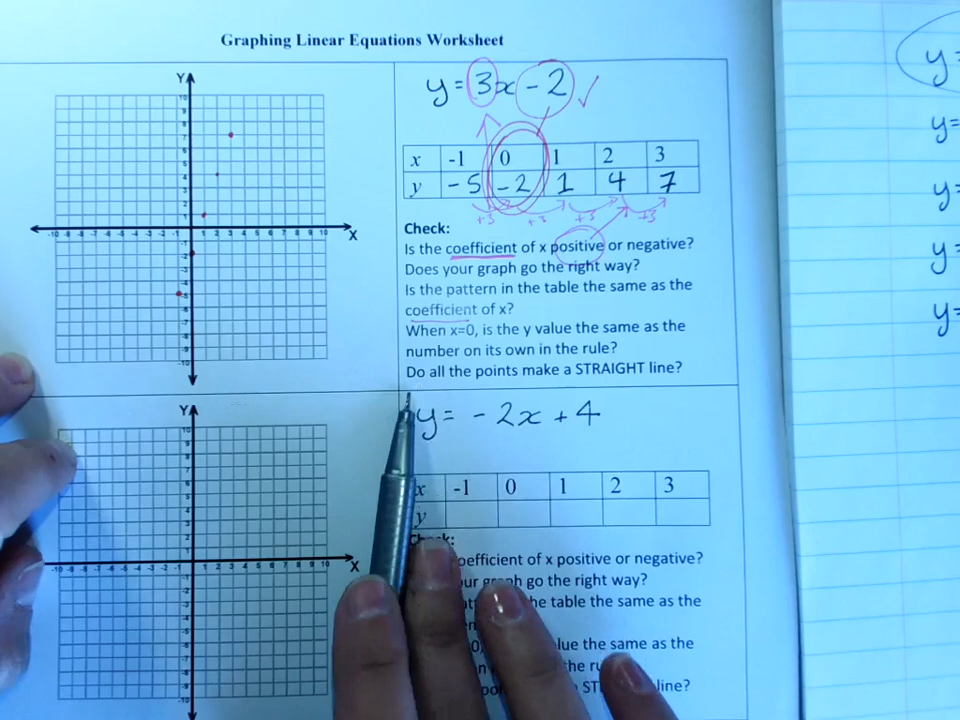 Graphing Linear Equations Worksheet
y = 3x - 2 ✓
x -1 0 1 2 3
y -5 -2 1 4 7
+3 +3 +3 +3
Check:
Is the coefficient of x positive or negative?
Does your graph go the right way?
Is the pattern in the table the same as the
coefficient of x?
When x=0, is the y value the same as the
number on its own in the rule?
Do all the points make a STRAIGHT line?
Y
X
y = - 2x + 4
x -1 0 1 2 3
y
coefficient of x positive or negative?
graph go the right way?
the table the same as the
value the same as the
the
line?
Y
X
y=
y=
y=
y=
y=